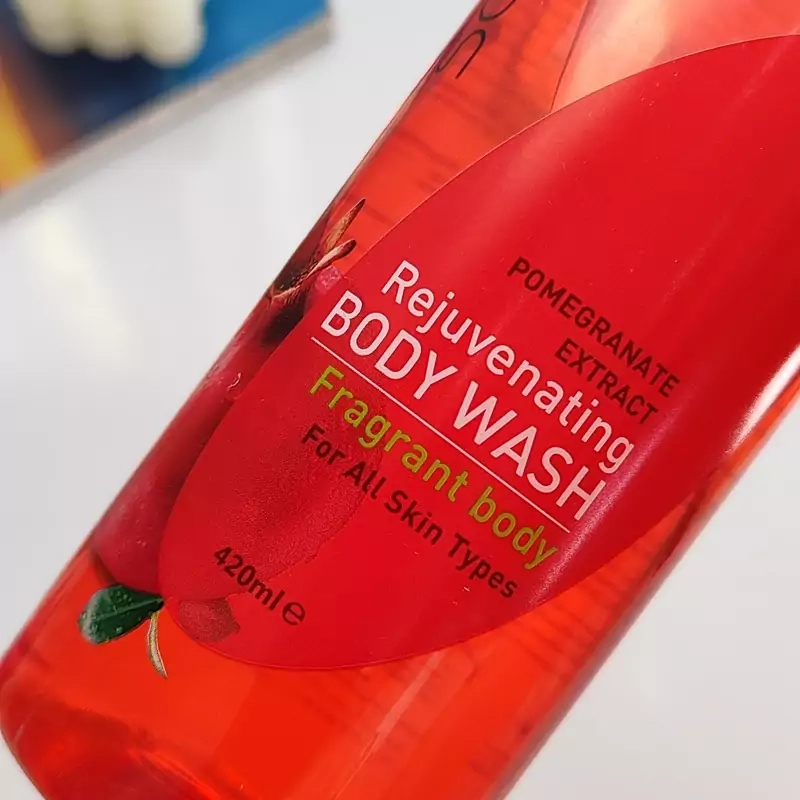 POMEGRANATE
EXTRACT
Rejuvenating
BODY WASH
Fragrant body
For All Skin Types
420ml℮